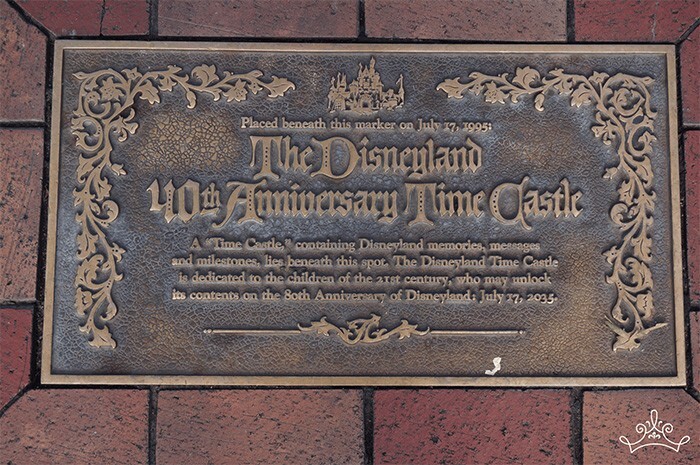 Placed beneath this marker on July 17, 1995:
The Disneyland
40th Anniversary Time Castle
A "Time Castle," containing Disneyland memories, messages
and milestones, lies beneath this spot. The Disneyland Time Castle
is dedicated to the children of the 21st century, who may unlock
its contents on the 80th Anniversary of Disneyland: July 17, 2035.